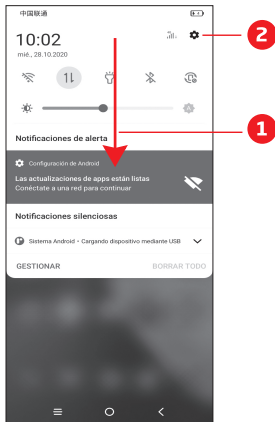 中国联通
10:02
2
mié., 28.10.2020
1
Notificaciones de alerta
Configuración de Android
Las actualizaciones de apps están listas
Conéctate a una red para continuar
Notificaciones silenciosas
Sistema Android • Cargando dispositivo mediante USB
GESTIONAR
BORRAR TODO